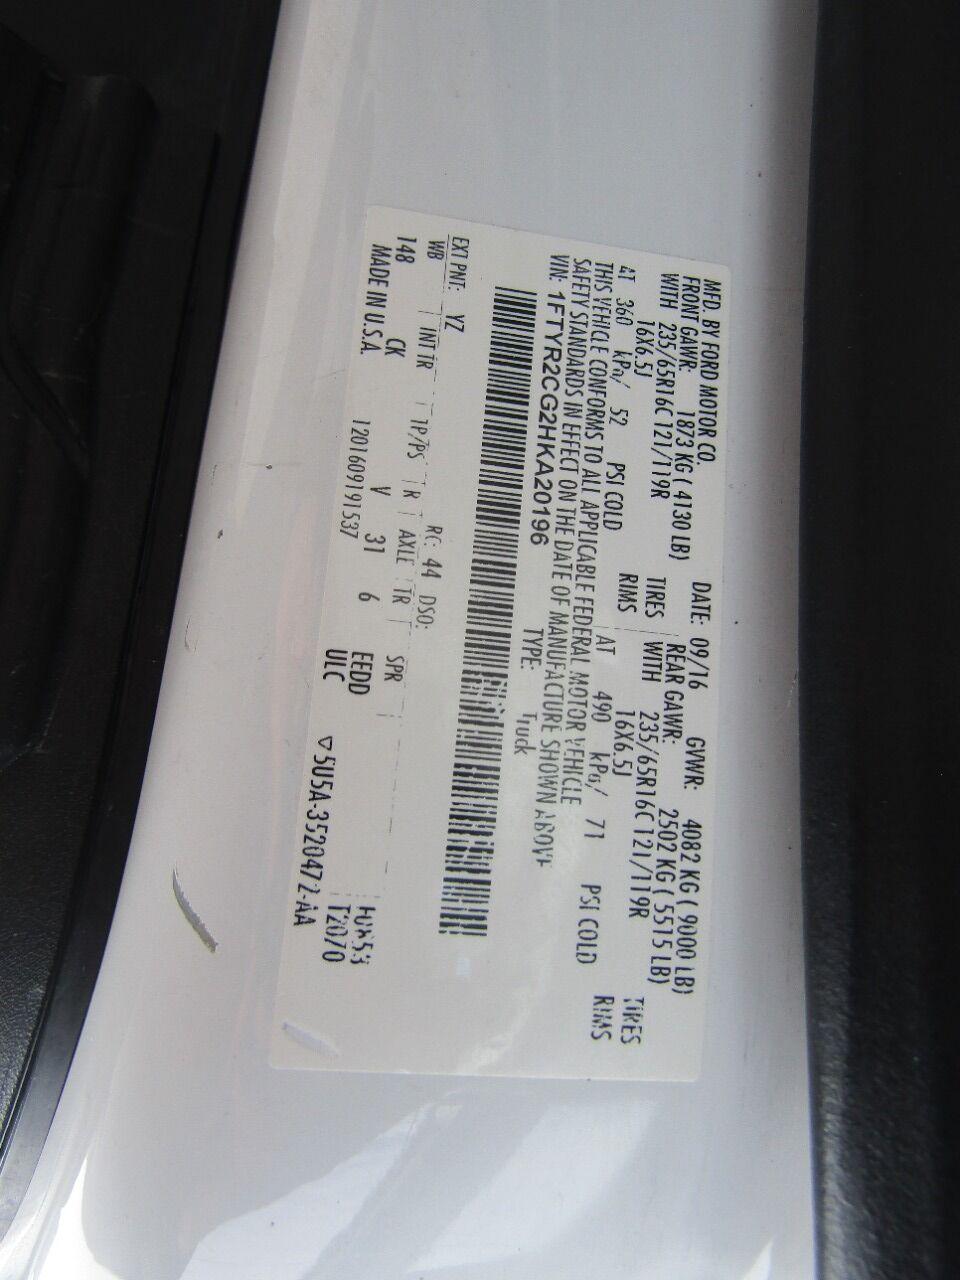 MFD. BY FORD MOTOR CO. DATE: 09/16 GVWR: 4082 KG ( 9000 LB)
FRONT GAWR: 1873 KG ( 4130 LB) REAR GAWR: 2502 KG ( 5515 LB)
WITH 235/65R16C 121/119R TIRES WITH 235/65R16C 121/119R TIRES
16X6.5J RIMS 16X6.5J RIMS
AT 360 kPa/ 52 PSI COLD AT 490 kPa/ 71 PSI COLD
THIS VEHICLE CONFORMS TO ALL APPLICABLE FEDERAL MOTOR VEHICLE
SAFETY STANDARDS IN EFFECT ON THE DATE OF MANUFACTURE SHOWN ABOVE
VIN: 1FTYR2CG2HKA20196 TYPE: Truck
EXT PNT: YZ RC: 44 DSO:
WB INT TR TP/PS R AXLE TR SPR
148 CK V 31 6 EEDD T2070
MADE IN U.S.A. 1201609191537 ULC ▽5U5A-3520472-AA